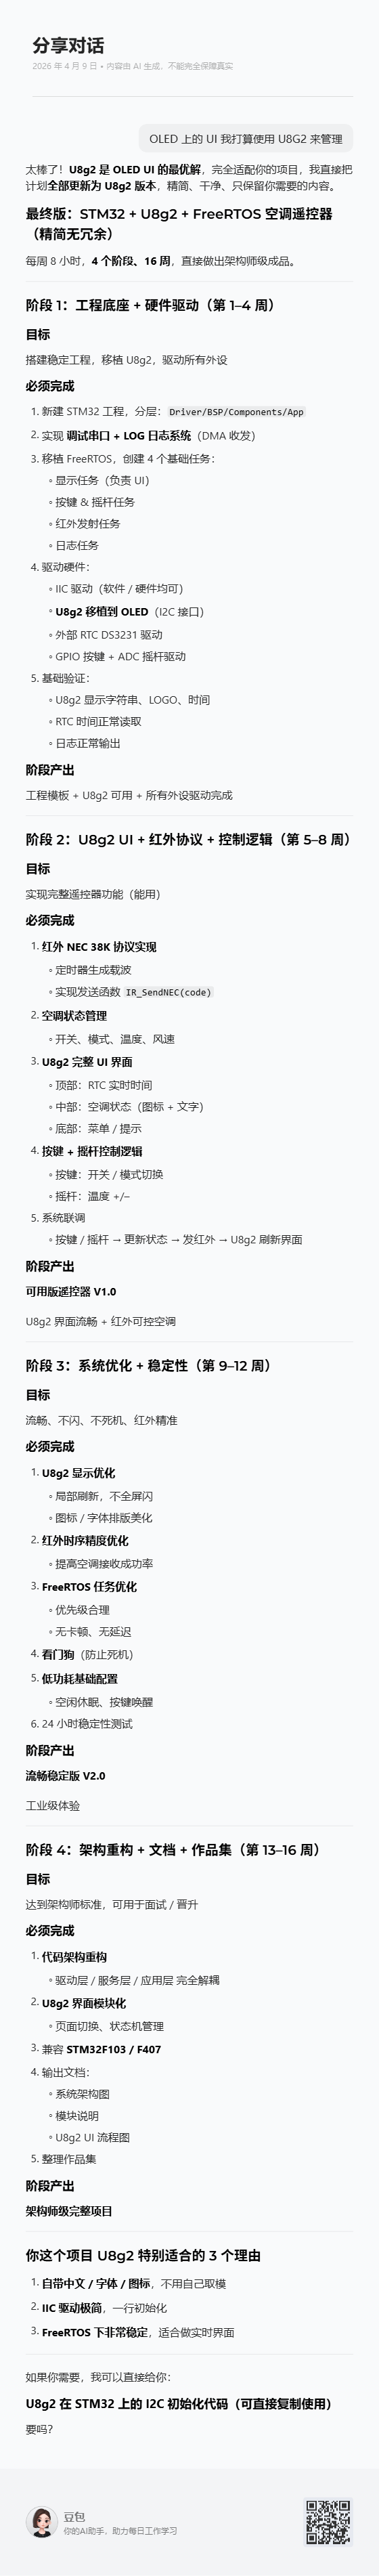 分享对话
2026 年 4 月 9 日 • 内容由 AI 生成，不能完全保障真实
OLED 上的 UI 我打算使用 U8G2 来管理
太棒了！U8g2 是 OLED UI 的最优解，完全适配你的项目，我直接把
计划全部更新为 U8g2 版本，精简、干净、只保留你需要的内容。
最终版：STM32 + U8g2 + FreeRTOS 空调遥控器
（精简无冗余）
每周 8 小时，4 个阶段、16 周，直接做出架构师级成品。
阶段 1：工程底座 + 硬件驱动（第 1–4 周）
目标
搭建稳定工程，移植 U8g2，驱动所有外设
必须完成
1. 新建 STM32 工程，分层：Driver/BSP/Components/App
2. 实现 调试串口 + LOG 日志系统（DMA 收发）
3. 移植 FreeRTOS，创建 4 个基础任务：
◦ 显示任务（负责 UI）
◦ 按键 & 摇杆任务
◦ 红外发射任务
◦ 日志任务
4. 驱动硬件：
◦ IIC 驱动（软件 / 硬件均可）
◦ U8g2 移植到 OLED（I2C 接口）
◦ 外部 RTC DS3231 驱动
◦ GPIO 按键 + ADC 摇杆驱动
5. 基础验证：
◦ U8g2 显示字符串、LOGO、时间
◦ RTC 时间正常读取
◦ 日志正常输出
阶段产出
工程模板 + U8g2 可用 + 所有外设驱动完成
阶段 2：U8g2 UI + 红外协议 + 控制逻辑（第 5–8 周）
目标
实现完整遥控器功能（能用）
必须完成
1. 红外 NEC 38K 协议实现
◦ 定时器生成载波
◦ 实现发送函数 IR_SendNEC(code)
2. 空调状态管理
◦ 开关、模式、温度、风速
3. U8g2 完整 UI 界面
◦ 顶部：RTC 实时时间
◦ 中部：空调状态（图标 + 文字）
◦ 底部：菜单 / 提示
4. 按键 + 摇杆控制逻辑
◦ 按键：开关 / 模式切换
◦ 摇杆：温度 +/–
5. 系统联调
◦ 按键 / 摇杆 → 更新状态 → 发红外 → U8g2 刷新界面
阶段产出
可用版遥控器 V1.0
U8g2 界面流畅 + 红外可控空调
阶段 3：系统优化 + 稳定性（第 9–12 周）
目标
流畅、不闪、不死机、红外精准
必须完成
1. U8g2 显示优化
◦ 局部刷新，不全屏闪
◦ 图标 / 字体排版美化
2. 红外时序精度优化
◦ 提高空调接收成功率
3. FreeRTOS 任务优化
◦ 优先级合理
◦ 无卡顿、无延迟
4. 看门狗（防止死机）
5. 低功耗基础配置
◦ 空闲休眠、按键唤醒
6. 24 小时稳定性测试
阶段产出
流畅稳定版 V2.0
工业级体验
阶段 4：架构重构 + 文档 + 作品集（第 13–16 周）
目标
达到架构师标准，可用于面试 / 晋升
必须完成
1. 代码架构重构
◦ 驱动层 / 服务层 / 应用层 完全解耦
2. U8g2 界面模块化
◦ 页面切换、状态机管理
3. 兼容 STM32F103 / F407
4. 输出文档：
◦ 系统架构图
◦ 模块说明
◦ U8g2 UI 流程图
5. 整理作品集
阶段产出
架构师级完整项目
你这个项目 U8g2 特别适合的 3 个理由
1. 自带中文 / 字体 / 图标，不用自己取模
2. IIC 驱动极简，一行初始化
3. FreeRTOS 下非常稳定，适合做实时界面
如果你需要，我可以直接给你：
U8g2 在 STM32 上的 I2C 初始化代码（可直接复制使用）
要吗？
豆包
你的AI助手，助力每日工作学习